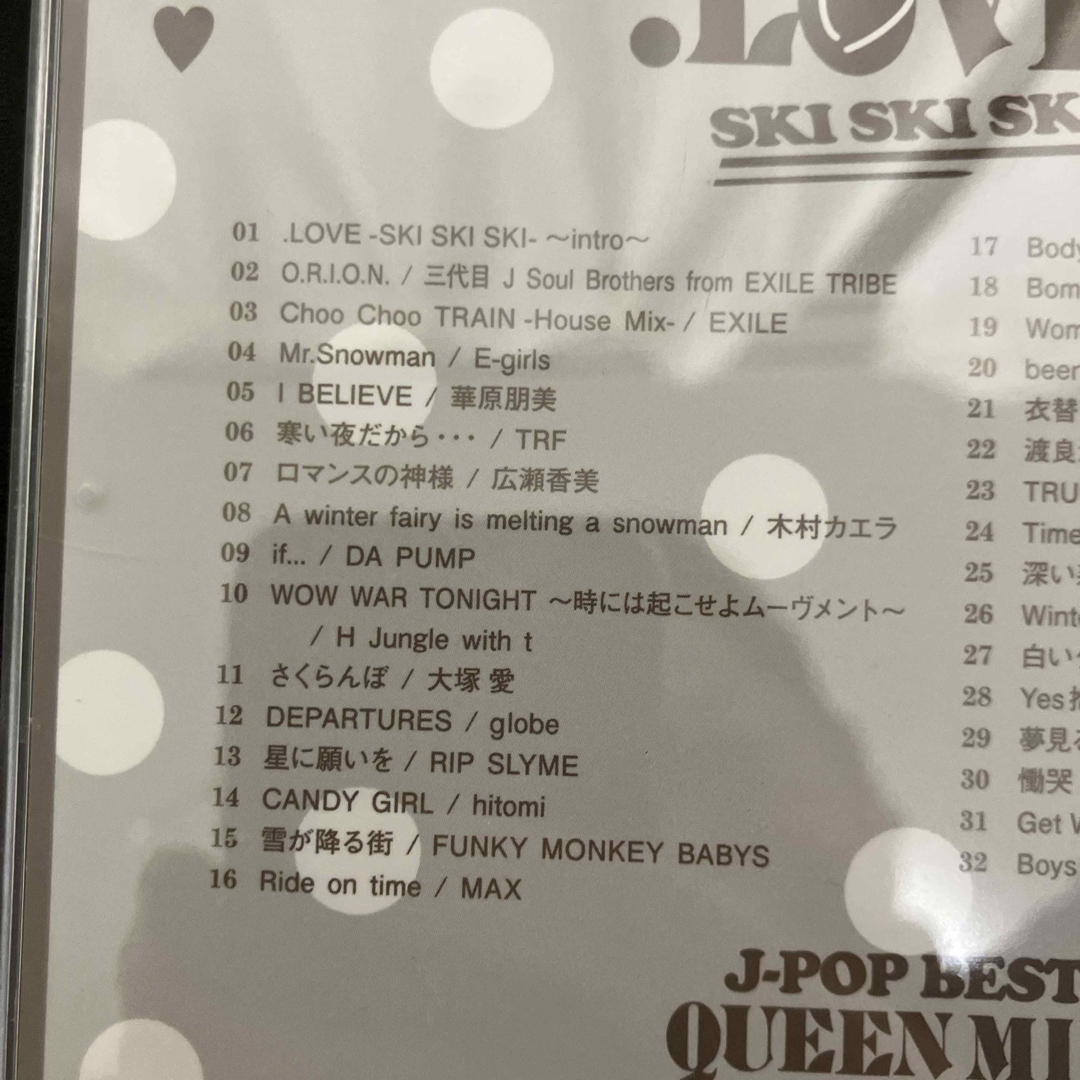 .LOVE
SKI SKI SK
01 .LOVE -SKI SKI SKI- ～intro～
02 O.R.I.O.N. / 三代目 J Soul Brothers from EXILE TRIBE
03 Choo Choo TRAIN -House Mix- / EXILE
04 Mr.Snowman / E-girls
05 I BELIEVE / 華原朋美
06 寒い夜だから・・・ / TRF
07 ロマンスの神様 / 広瀬香美
08 A winter fairy is melting a snowman / 木村カエラ
09 if... / DA PUMP
10 WOW WAR TONIGHT ～時には起こせよムーヴメント～
/ H Jungle with t
11 さくらんぼ / 大塚 愛
12 DEPARTURES / globe
13 星に願いを / RIP SLYME
14 CANDY GIRL / hitomi
15 雪が降る街 / FUNKY MONKEY BABYS
16 Ride on time / MAX
17 Body
18 Bom
19 Wom
20 been
21 衣替
22 渡良
23 TRU
24 Time
25 深い
26 Winte
27 白い
28 Yes
29 夢見る
30 慟哭
31 Get W
32 Boys
J-POP BEST
QUEEN MI